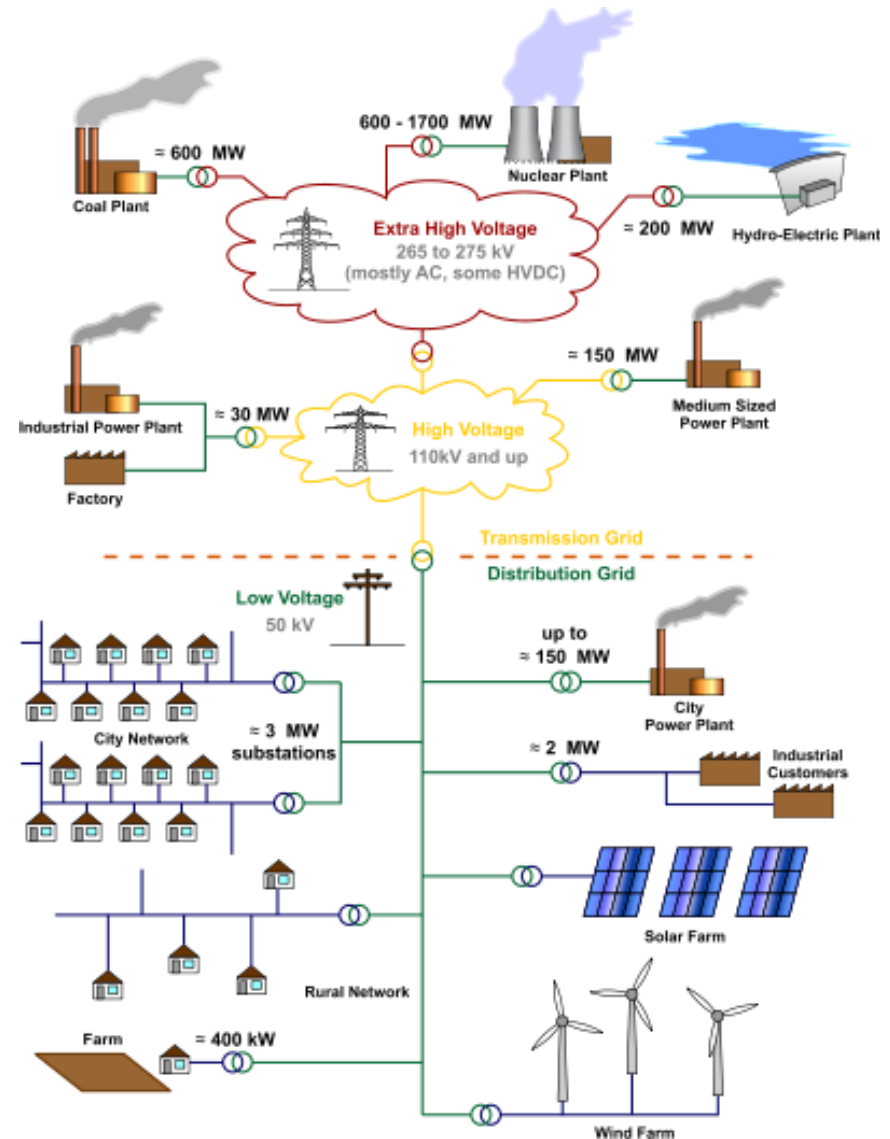 600 - 1700 MW
≈ 600 MW
Nuclear Plant
Coal Plant
Extra High Voltage
265 to 275 kV
(mostly AC, some HVDC)
≈ 200 MW
Hydro-Electric Plant
≈ 150 MW
Medium Sized
Power Plant
≈ 30 MW
Industrial Power Plant
Factory
High Voltage
110kV and up
Transmission Grid
Distribution Grid
Low Voltage
50 kV
up to
≈ 150 MW
City
Power Plant
City Network
≈ 3 MW
substations
≈ 2 MW
Industrial
Customers
Solar Farm
Rural Network
Farm
≈ 400 kW
Wind Farm